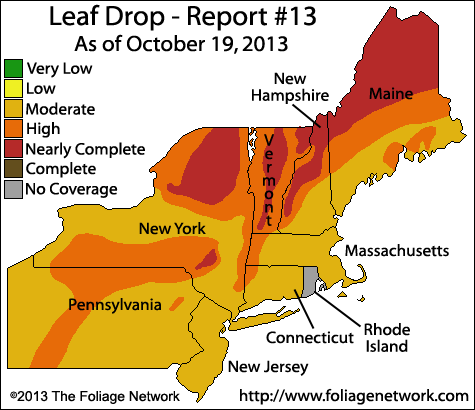 Leaf Drop - Report #13
As of October 19, 2013
Very Low
Low
Moderate
High
Nearly Complete
Complete
No Coverage
New
Hampshire
Maine
Vermont
New York
Massachusetts
Pennsylvania
Connecticut
Rhode
Island
New Jersey
©2013 The Foliage Network
http://www.foliagenetwork.com